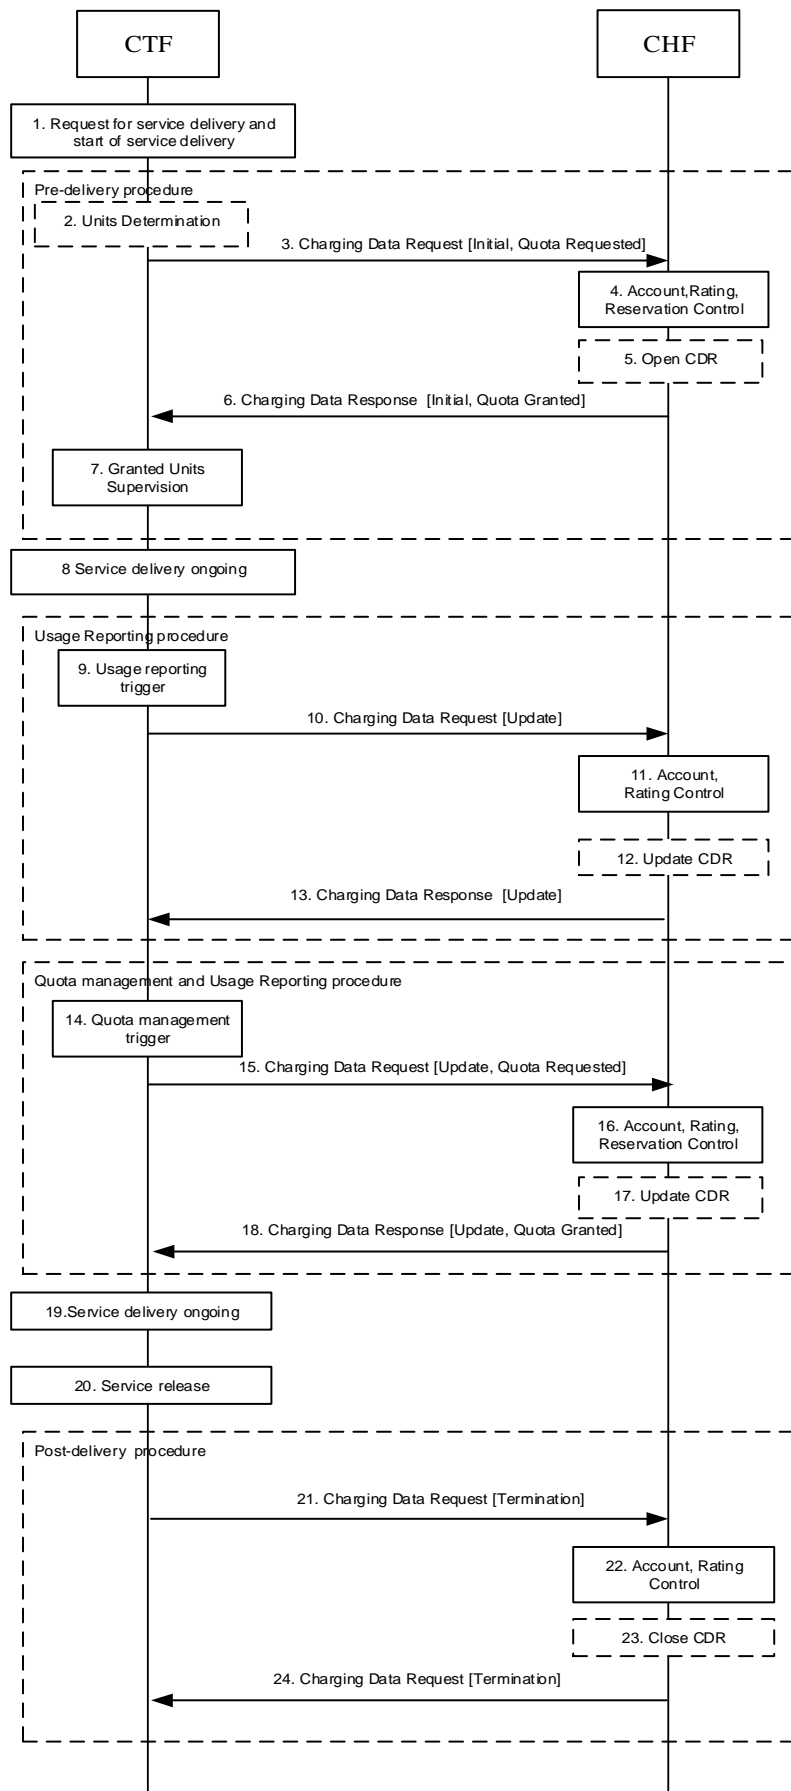 CTF
CHF
1. Request for service delivery and
start of service delivery
Pre-delivery procedure
2. Units Determination
3. Charging Data Request [Initial, Quota Requested]
4. Account,Rating,
Reservation Control
5. Open CDR
6. Charging Data Response [Initial, Quota Granted]
7. Granted Units
Supervision
8 Service delivery ongoing
Usage Reporting procedure
9. Usage reporting
trigger
10. Charging Data Request [Update]
11. Account,
Rating Control
12. Update CDR
13. Charging Data Response [Update]
Quota management and Usage Reporting procedure
14. Quota management
trigger
15. Charging Data Request [Update, Quota Requested]
16. Account, Rating,
Reservation Control
17. Update CDR
18. Charging Data Response [Update, Quota Granted]
19.Service delivery ongoing
20. Service release
Post-delivery procedure
21. Charging Data Request [Termination]
22. Account, Rating
Control
23. Close CDR
24. Charging Data Request [Termination]